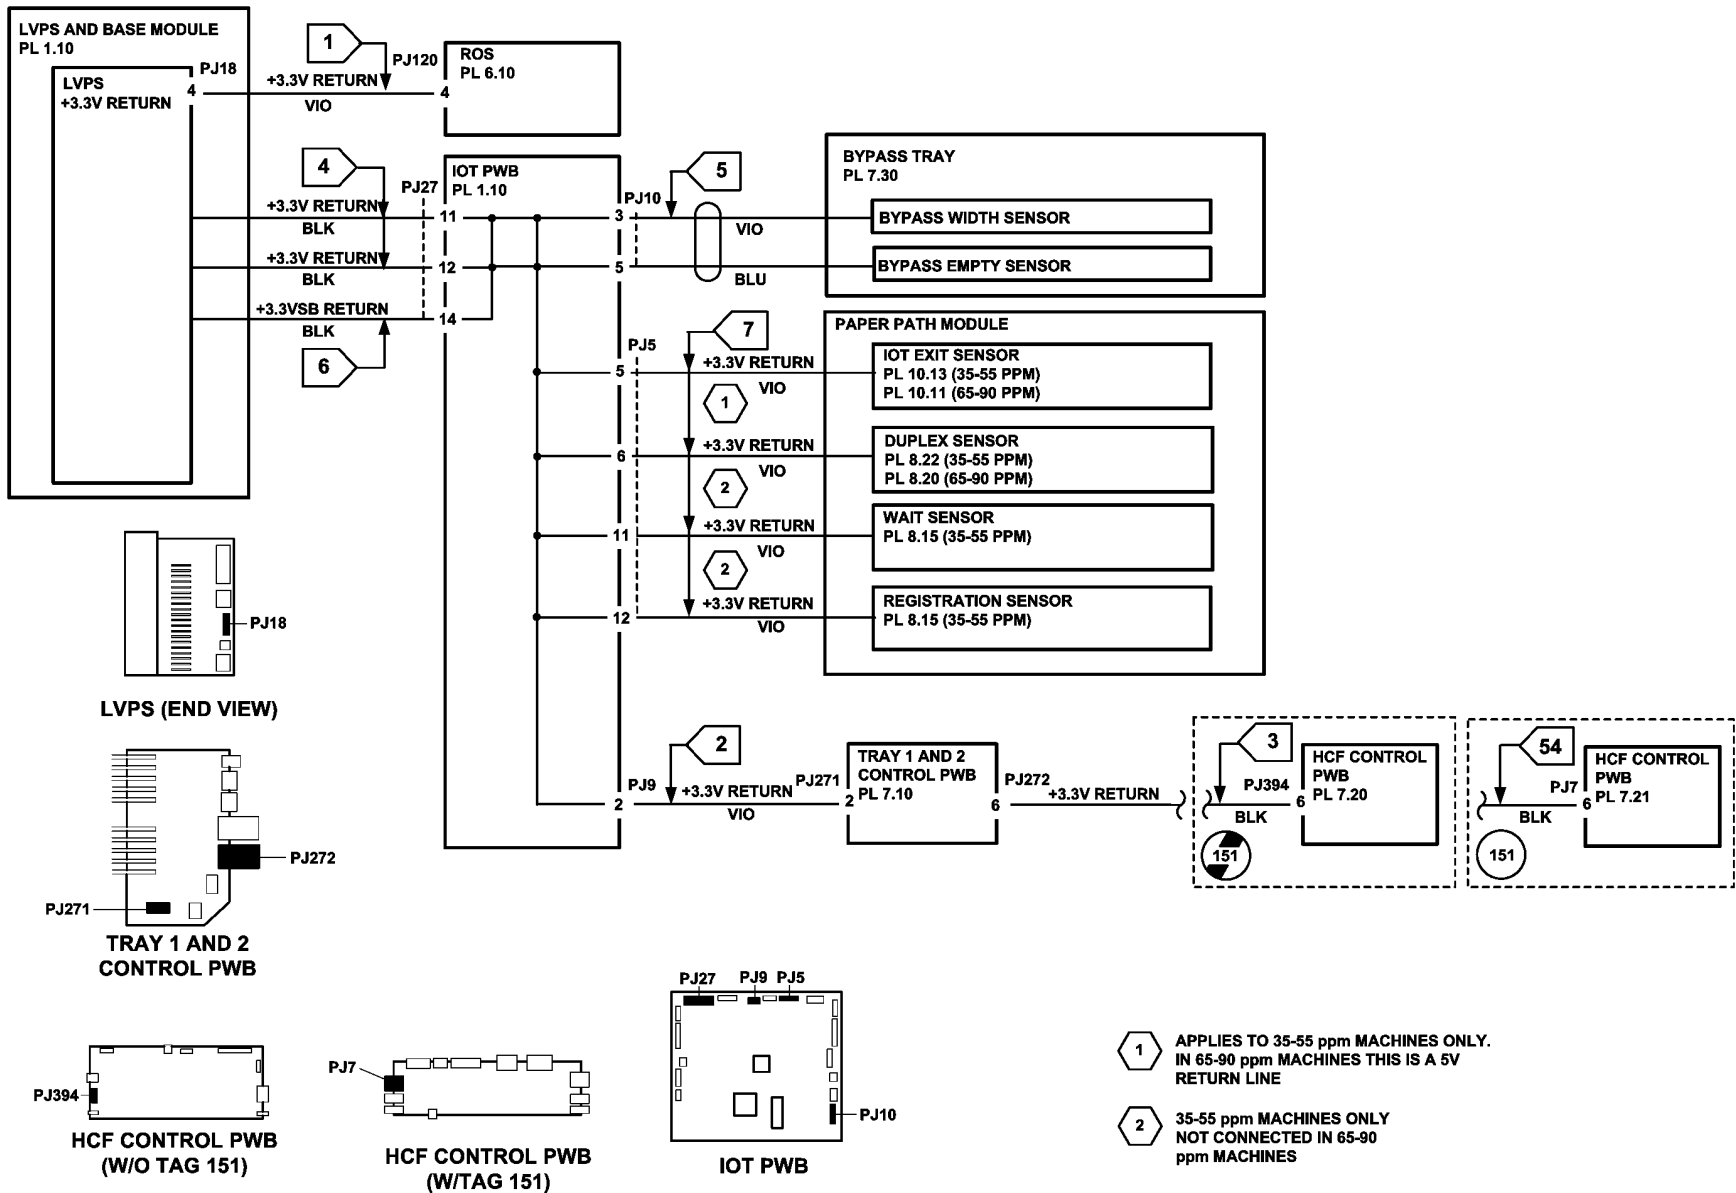 LVPS AND BASE MODULE
PL 1.10
LVPS
+3.3V RETURN
PJ18
4
1
+3.3V RETURN
VIO
PJ120
4
ROS
PL 6.10
4
+3.3V RETURN
BLK
+3.3V RETURN
BLK
+3.3VSB RETURN
BLK
6
PJ27
11
12
14
IOT PWB
PL 1.10
PJ10
3
5
5
VIO
BLU
BYPASS TRAY
PL 7.30
BYPASS WIDTH SENSOR
BYPASS EMPTY SENSOR
7
PJ5
5
+3.3V RETURN
VIO
1
6
+3.3V RETURN
VIO
2
11
+3.3V RETURN
VIO
2
12
+3.3V RETURN
VIO
PAPER PATH MODULE
IOT EXIT SENSOR
PL 10.13 (35-55 PPM)
PL 10.11 (65-90 PPM)
DUPLEX SENSOR
PL 8.22 (35-55 PPM)
PL 8.20 (65-90 PPM)
WAIT SENSOR
PL 8.15 (35-55 PPM)
REGISTRATION SENSOR
PL 8.15 (35-55 PPM)
2
PJ9
2
+3.3V RETURN
VIO
PJ271
2
TRAY 1 AND 2
CONTROL PWB
PL 7.10
6
PJ272
+3.3V RETURN
3
PJ394
6
BLK
151
HCF CONTROL
PWB
PL 7.20
54
PJ7
6
BLK
151
HCF CONTROL
PWB
PL 7.21
PJ18
LVPS (END VIEW)
PJ272
PJ271
TRAY 1 AND 2
CONTROL PWB
PJ394
HCF CONTROL PWB
(W/O TAG 151)
PJ7
HCF CONTROL PWB
(W/TAG 151)
PJ27
PJ9
PJ5
PJ10
IOT PWB
1
APPLIES TO 35-55 ppm MACHINES ONLY.
IN 65-90 ppm MACHINES THIS IS A 5V
RETURN LINE
2
35-55 ppm MACHINES ONLY
NOT CONNECTED IN 65-90
ppm MACHINES